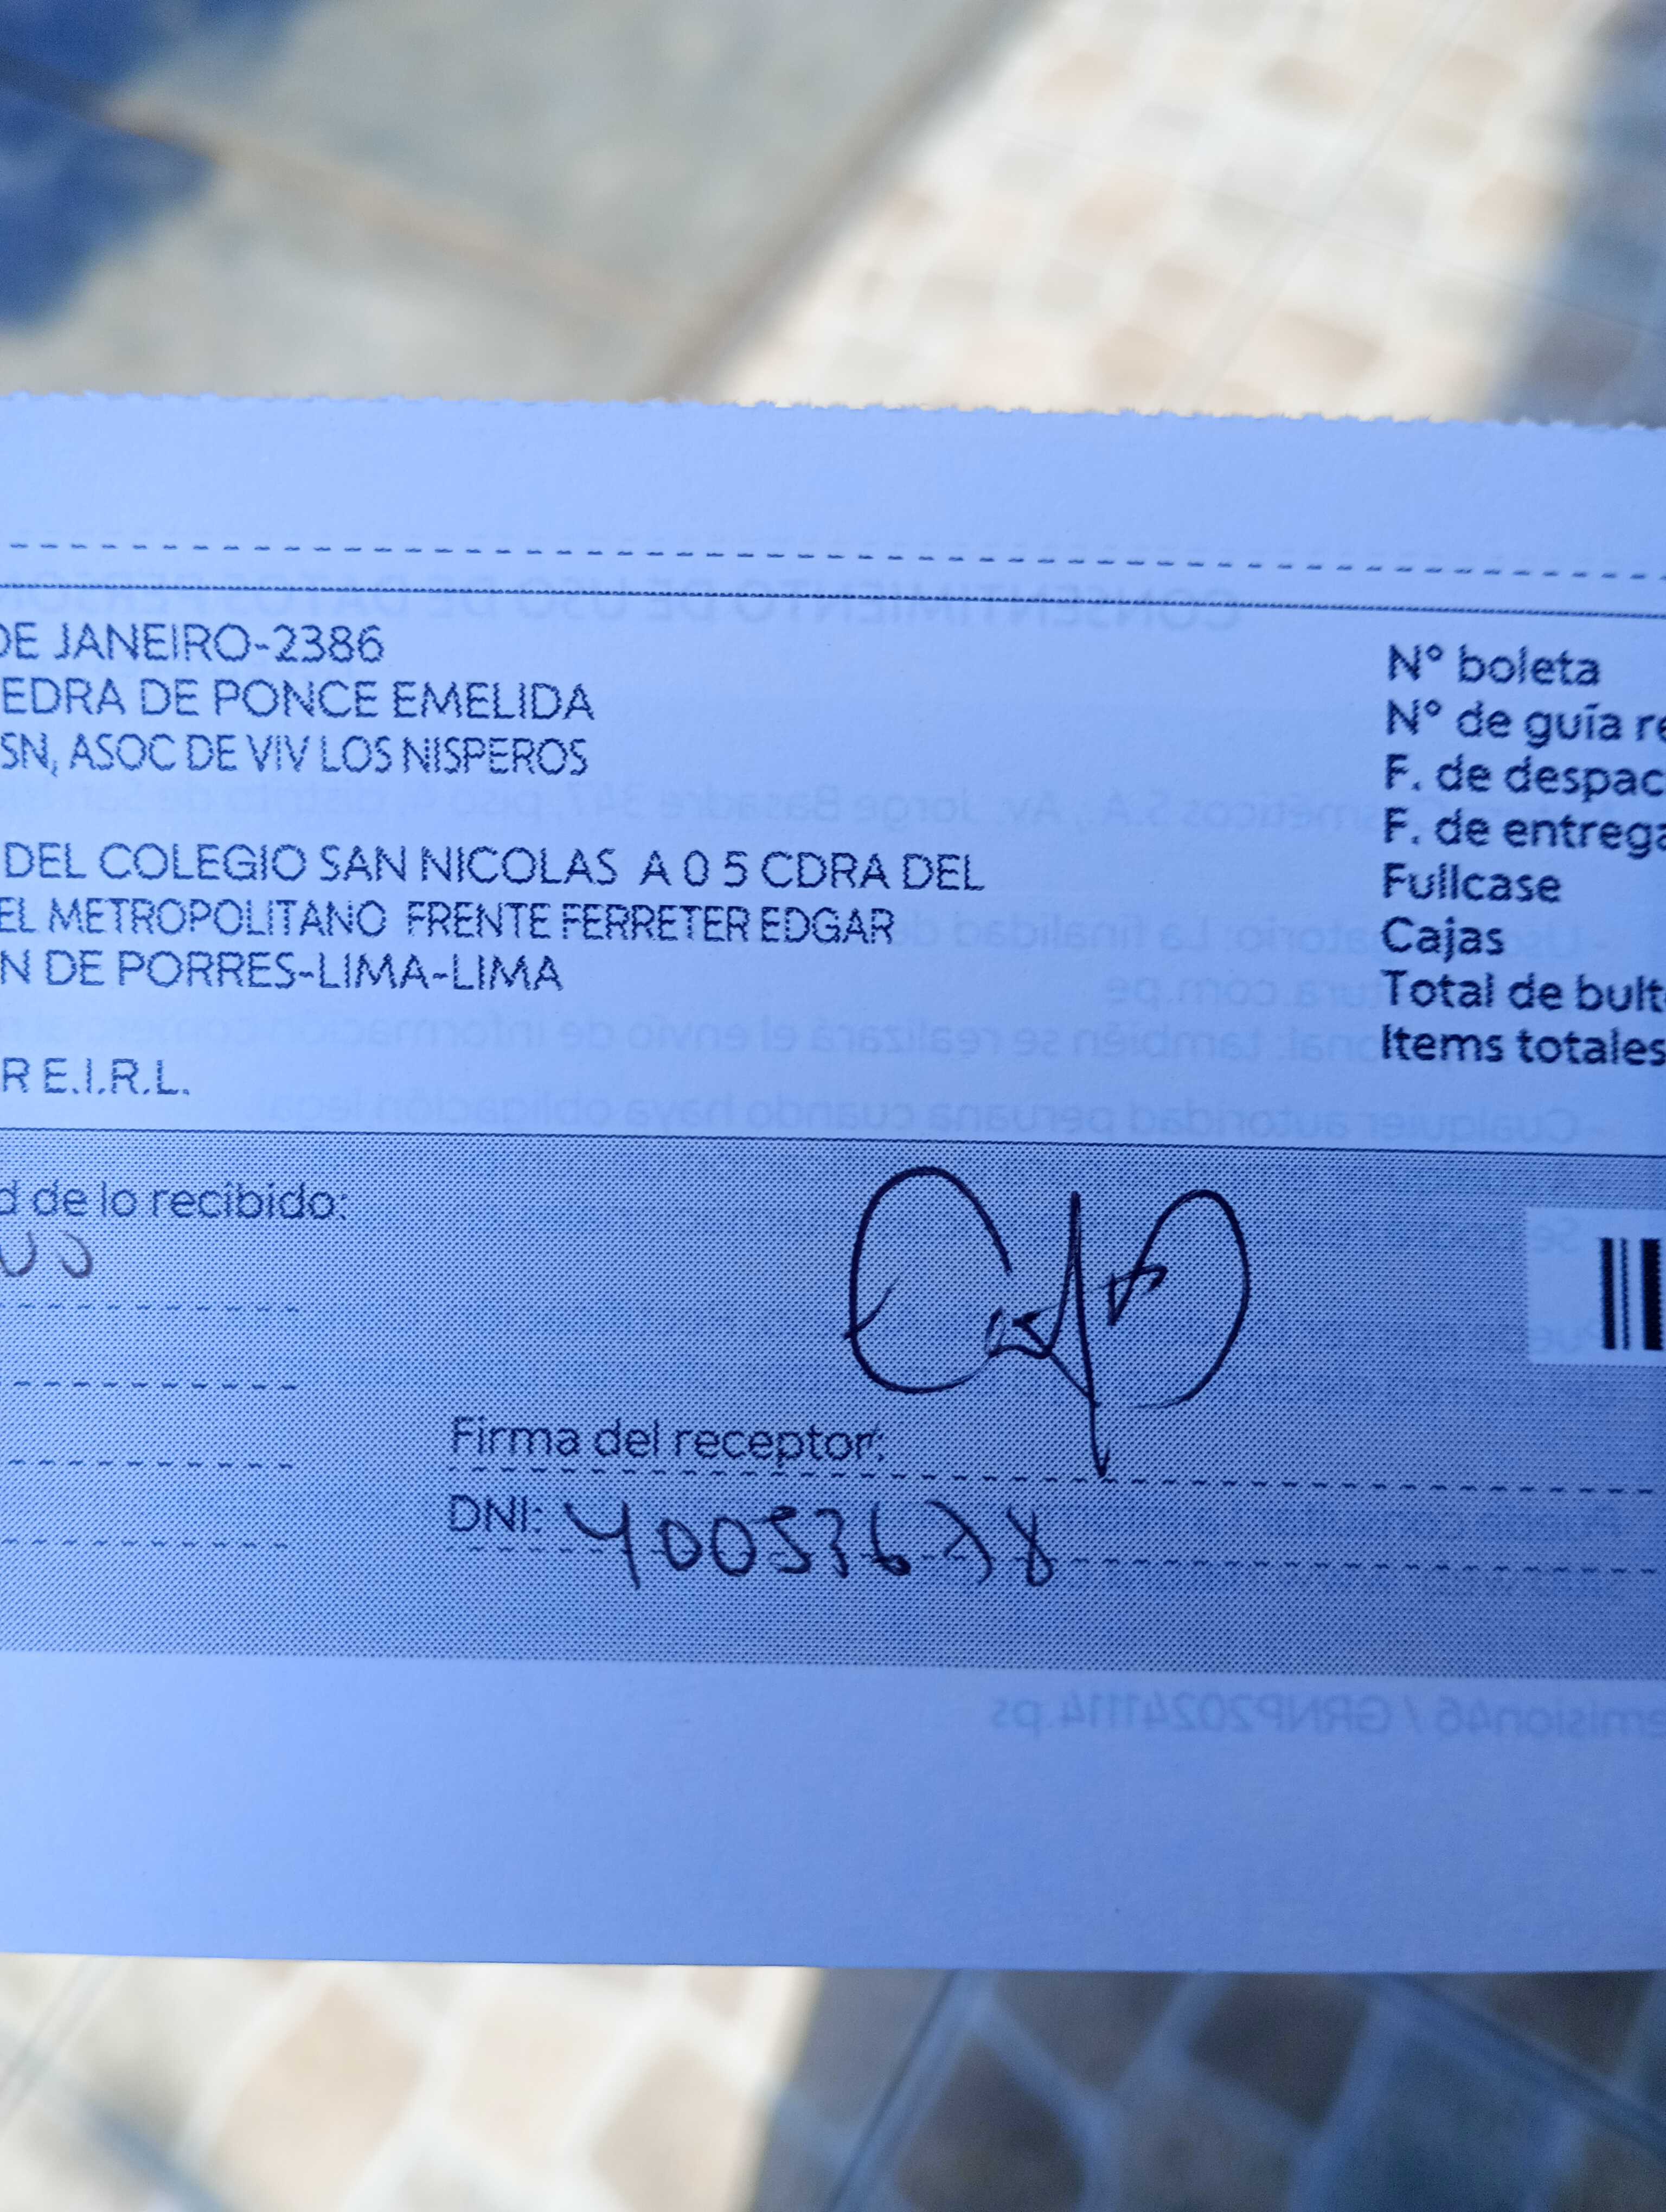 DE JANEIRO-2386
EDRA DE PONCE EMELIDA
SN, ASOC DE VIV LOS NISPEROS
DEL COLEGIO SAN NICOLAS A 0 5 CDRA DEL
EL METROPOLITANO FRENTE FERRETER EDGAR
N DE PORRES-LIMA-LIMA
R E.I.R.L.
N° boleta
N° de guía re
F. de despac
F. de entrega
Fullcase
Cajas
Total de bult
Items totales
d de lo recibido:
Firma del receptor:
DNI: 40053678